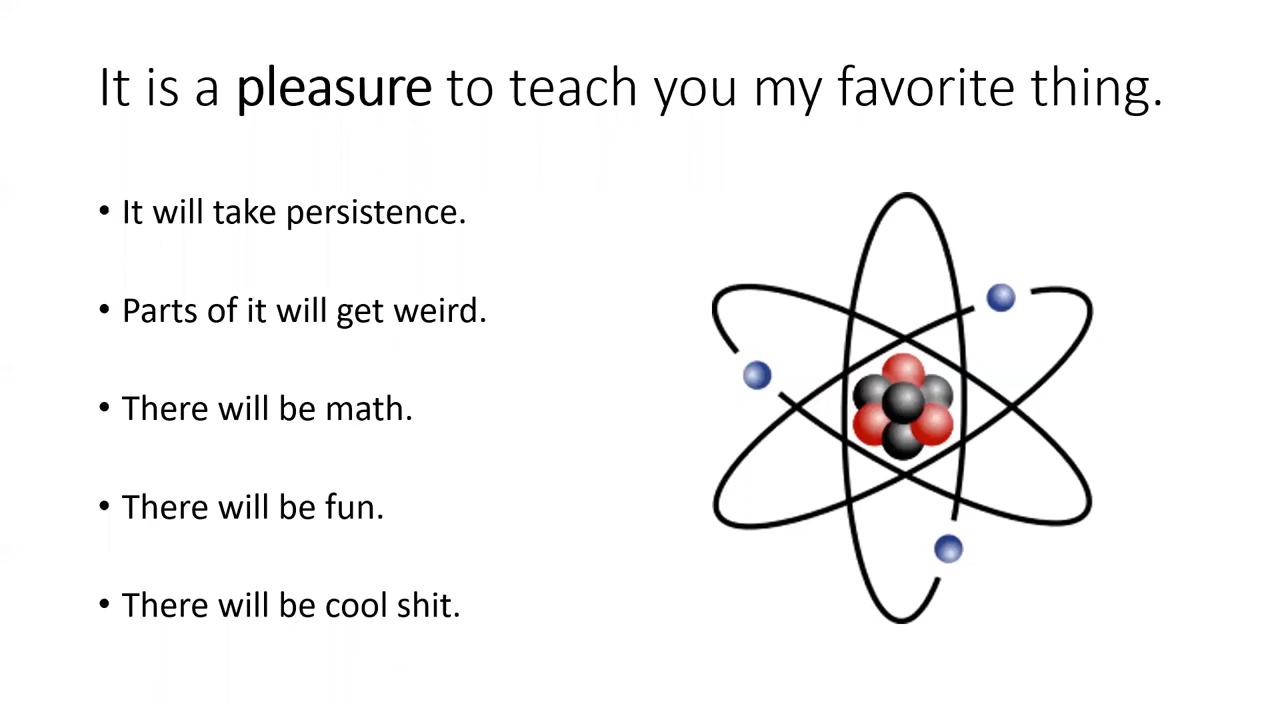 It is a pleasure to teach you my favorite thing.
• It will take persistence.
• Parts of it will get weird.
• There will be math.
• There will be fun.
• There will be cool shit.